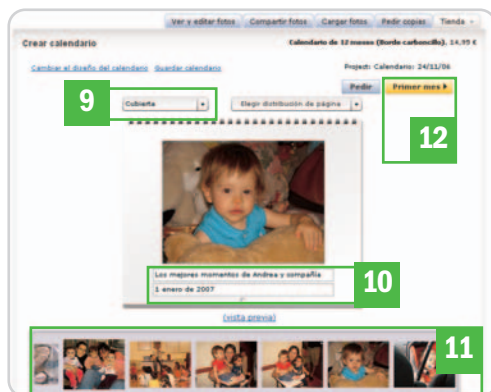 Ver y editar fotos Compartir fotos Cargar fotos Pedir copias Tienda
Crear calendario
Calendario de 12 meses (Borde carboncillo). 14,99 €
Cambiar el diseño del calendario Guardar calendario
Project: Calendario: 24/11/06
Pedir Primer mes
9
Cubierta
Elegir distribución de página
12
Los mejores momentos de Andrea y compañía
1 enero de 2007
10
(vista previa)
11